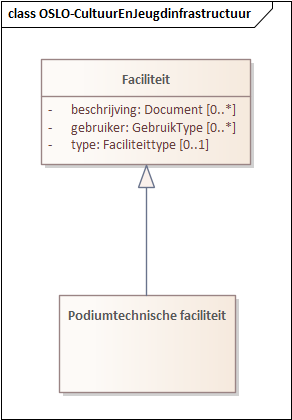 class OSLO-CultuurEnJeugdinfrastructuur
Faciliteit
- beschrijving: Document [0..*]
- gebruiker: GebruikType [0..*]
- type: Faciliteittype [0..1]
Podiumtechnische faciliteit